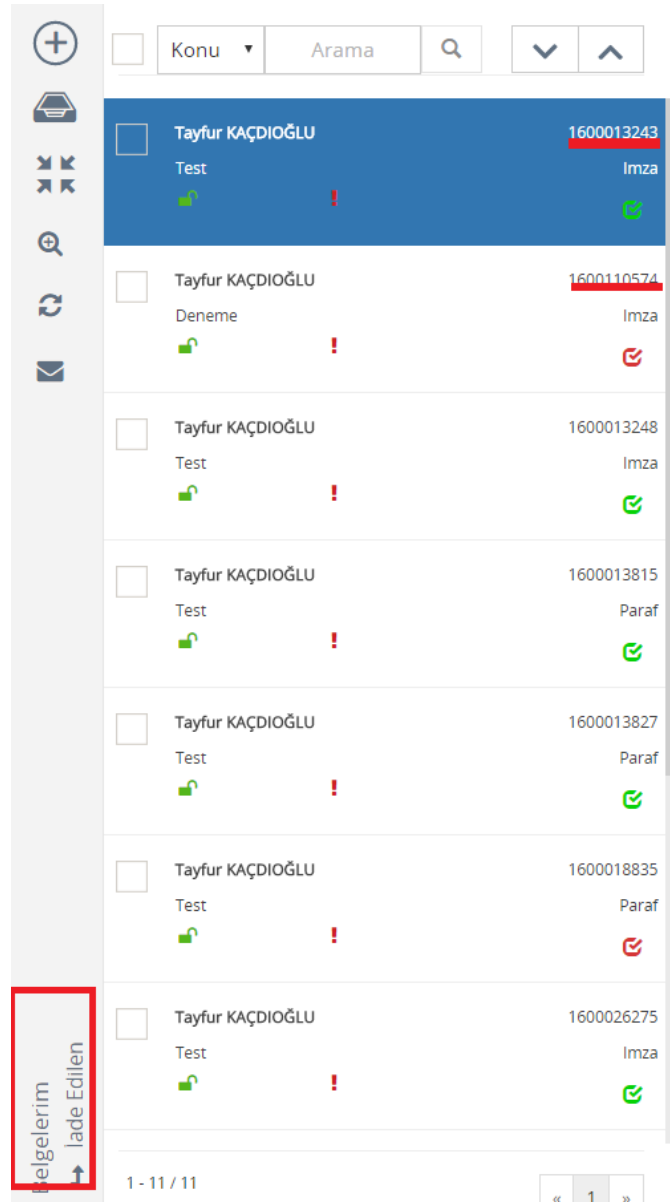 Konu Arama
Tayfur KAÇDIOĞLU 1600013243
Test Imza
Tayfur KAÇDIOĞLU 1600110574
Deneme Imza
Tayfur KAÇDIOĞLU 1600013248
Test Imza
Tayfur KAÇDIOĞLU 1600013815
Test Paraf
Tayfur KAÇDIOĞLU 1600013827
Test Paraf
Tayfur KAÇDIOĞLU 1600018835
Test Paraf
Tayfur KAÇDIOĞLU 1600026275
Test Imza
Belgelerim
İade Edilen
1 - 11 / 11
« 1 »